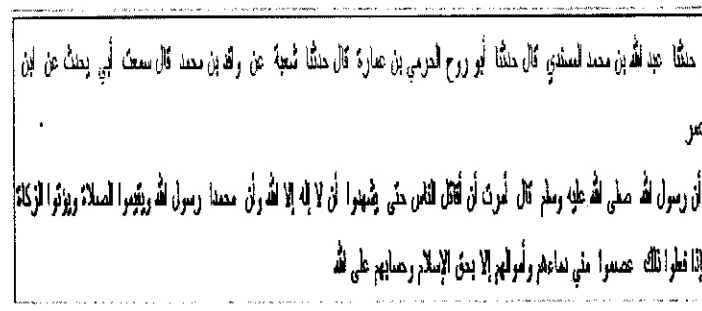 حدثنا عبد الله بن محمد المسندي قال حدثنا أبو روح الحرمي بن عمارة قال حدثنا شعبة عن واقد بن محمد قال سمعت أبي يحدث عن ابن
عمر
أن رسول الله صلى الله عليه وسلم قال أمرت أن أقاتل الناس حتى يشهدوا أن لا إله إلا الله وأن محمدا رسول الله ويقيموا الصلاة ويؤتوا الزكاة
إذا فعلوا ذلك عصموا مني دماءهم وأموالهم إلا بحق الإسلام وحسابهم على الله